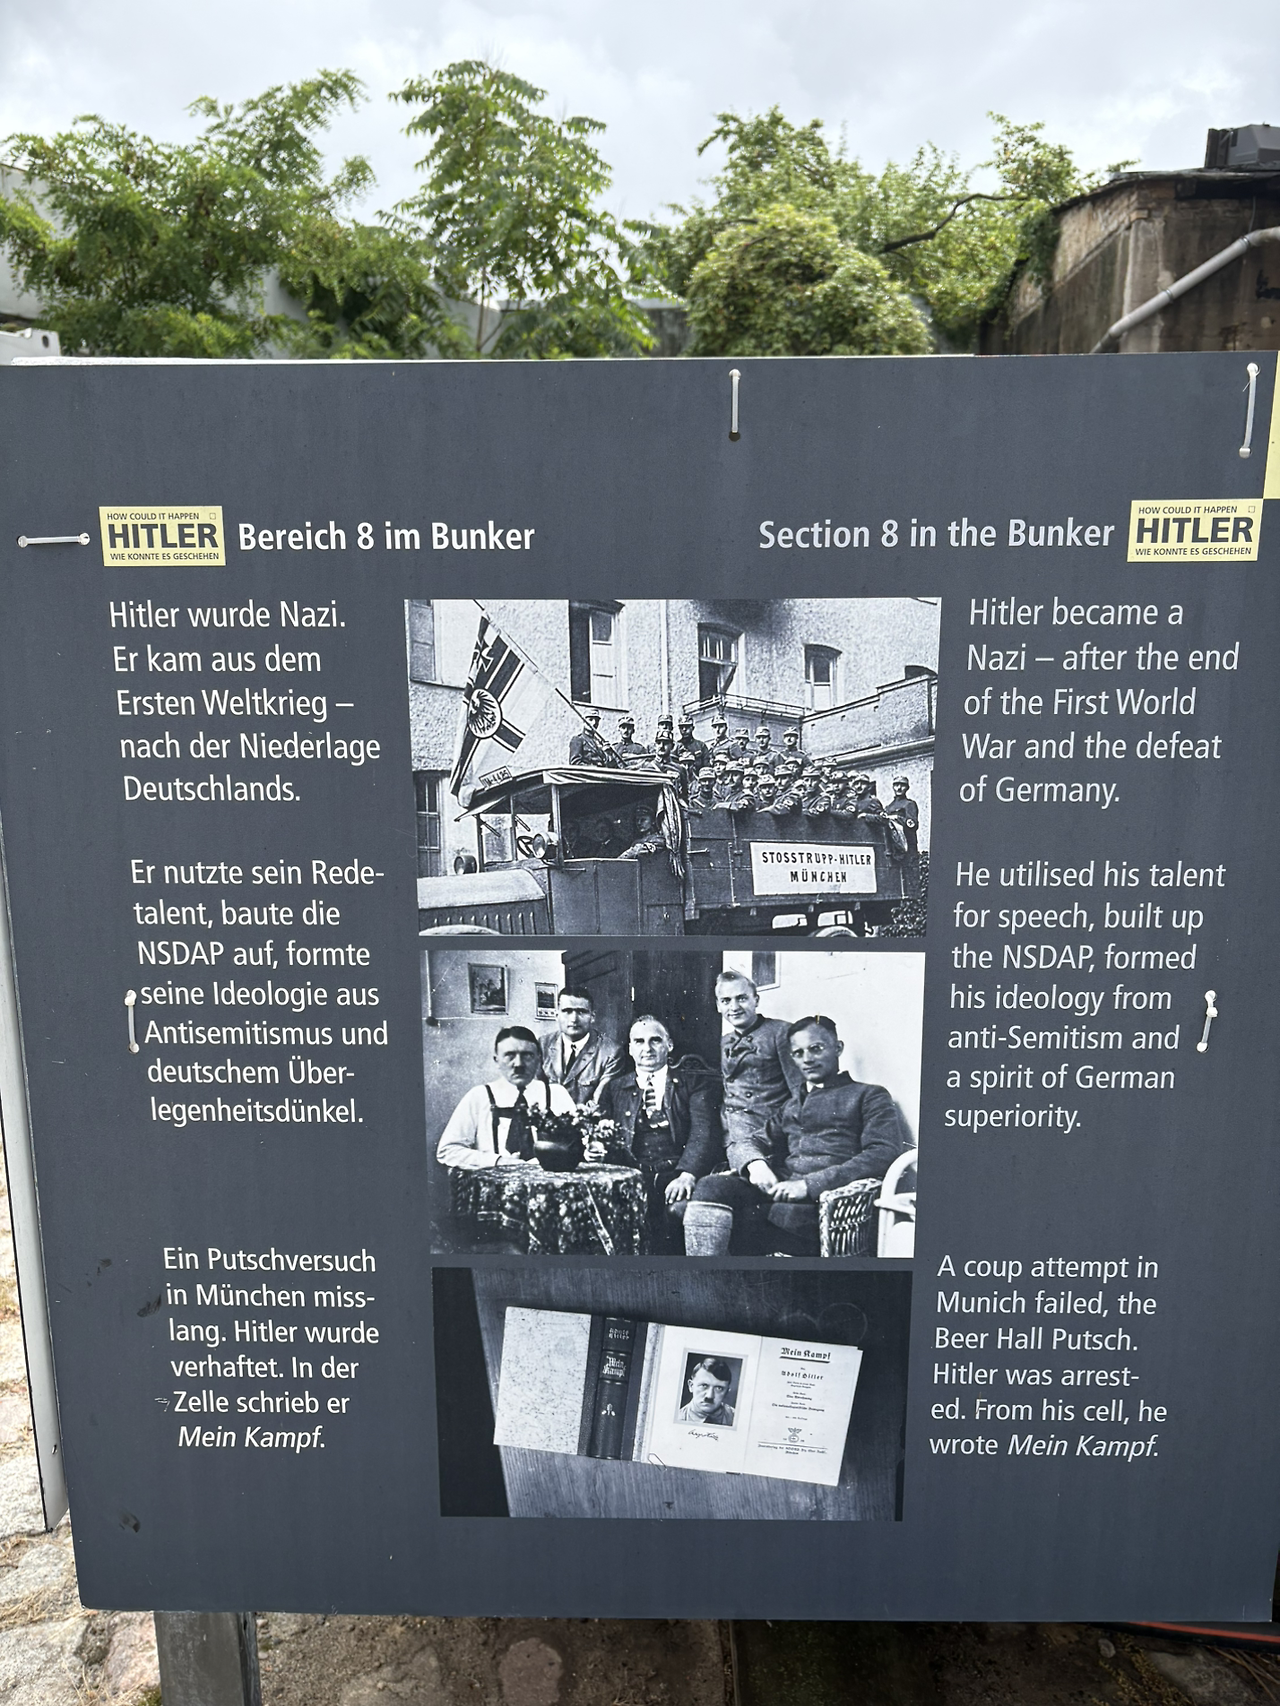 HOW COULD IT HAPPEN
HITLER
WIE KONNTE ES GESCHEHEN
Bereich 8 im Bunker
Hitler wurde Nazi.
Er kam aus dem
Ersten Weltkrieg –
nach der Niederlage
Deutschlands.
Er nutzte sein Rede-
talent, baute die
NSDAP auf, formte
seine Ideologie aus
Antisemitismus und
deutschem Über-
legenheitsdünkel.
Ein Putschversuch
in München miss-
lang. Hitler wurde
verhaftet. In der
Zelle schrieb er
Mein Kampf.
STOSSTRUPP-HITLER
MÜNCHEN
Adolf
Hitler
Mein
Kampf
Mein Kampf
Adolf Hitler
Section 8 in the Bunker
HOW COULD IT HAPPEN
HITLER
WIE KONNTE ES GESCHEHEN
Hitler became a
Nazi – after the end
of the First World
War and the defeat
of Germany.
He utilised his talent
for speech, built up
the NSDAP, formed
his ideology from
anti-Semitism and
a spirit of German
superiority.
A coup attempt in
Munich failed, the
Beer Hall Putsch.
Hitler was arrest-
ed. From his cell, he
wrote Mein Kampf.